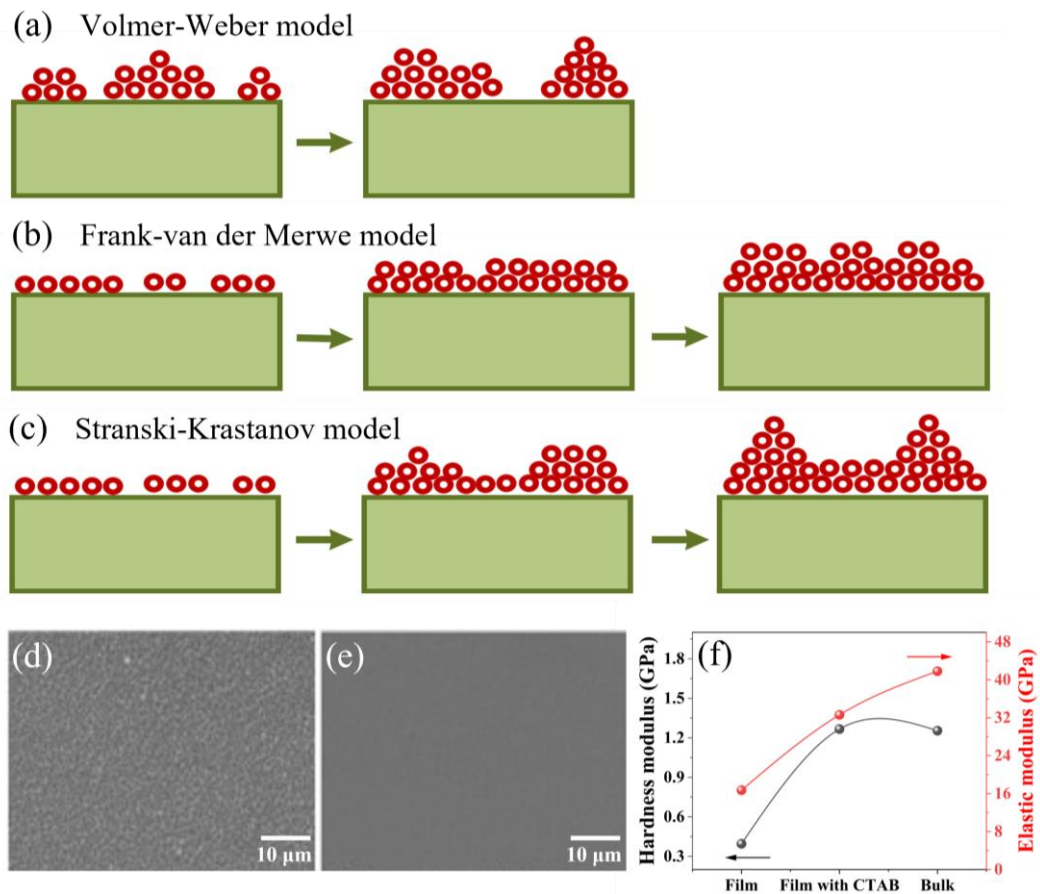 (a) Volmer-Weber model
(b) Frank-van der Merwe model
(c) Stranski-Krastanov model
(d)
10 μm
(e)
10 μm
(f)
Hardness modulus (GPa)
1.8
1.5
1.2
0.9
0.6
0.3
Elastic modulus (GPa)
48
40
32
24
16
8
0
Film Film with CTAB Bulk